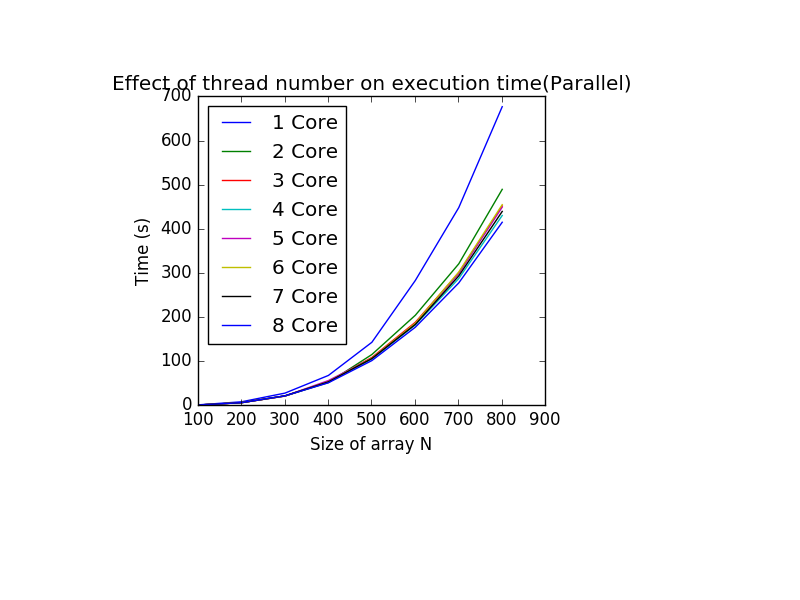 Effect of thread number on execution time(Parallel)
700
600
500
400
300
200
100
0
Time (s)
1 Core
2 Core
3 Core
4 Core
5 Core
6 Core
7 Core
8 Core
100 200 300 400 500 600 700 800 900
Size of array N